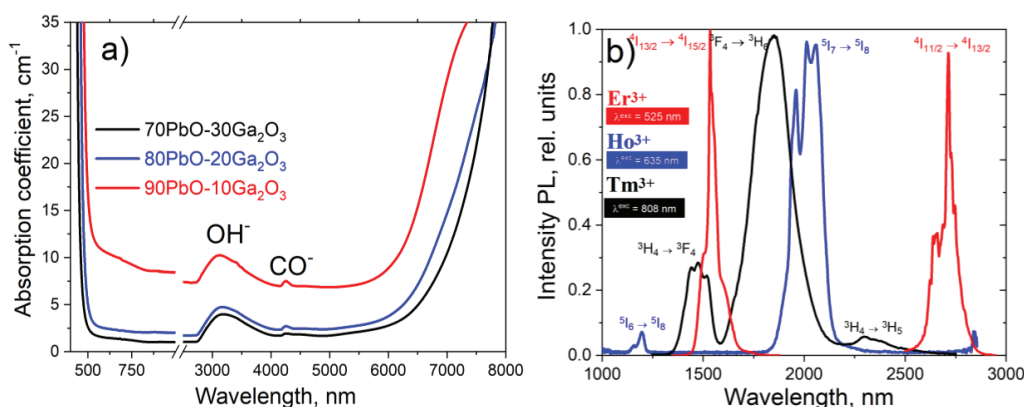 a)
Absorption coefficient, cm⁻¹
35
30
25
20
15
10
5
0
70PbO-30Ga₂O₃
80PbO-20Ga₂O₃
90PbO-10Ga₂O₃
OH⁻
CO⁻
500 750 3000 4000 5000 6000 7000 8000
Wavelength, nm
b)
Intensity PL, rel. units
1.0
0.8
0.6
0.4
0.2
0.0
⁴I₁₃/₂ → ⁴I₁₅/₂ ³F₄ → ³H₆ ⁵I₇ → ⁵I₈ ⁴I₁₁/₂ → ⁴I₁₃/₂
Er³⁺
λᵉˣᶜ = 525 nm
Ho³⁺
λᵉˣᶜ = 635 nm
Tm³⁺
λᵉˣᶜ = 808 nm
³H₄ → ³F₄
⁵I₆ → ⁵I₈
³H₄ → ³H₅
1000 1500 2000 2500 3000
Wavelength, nm